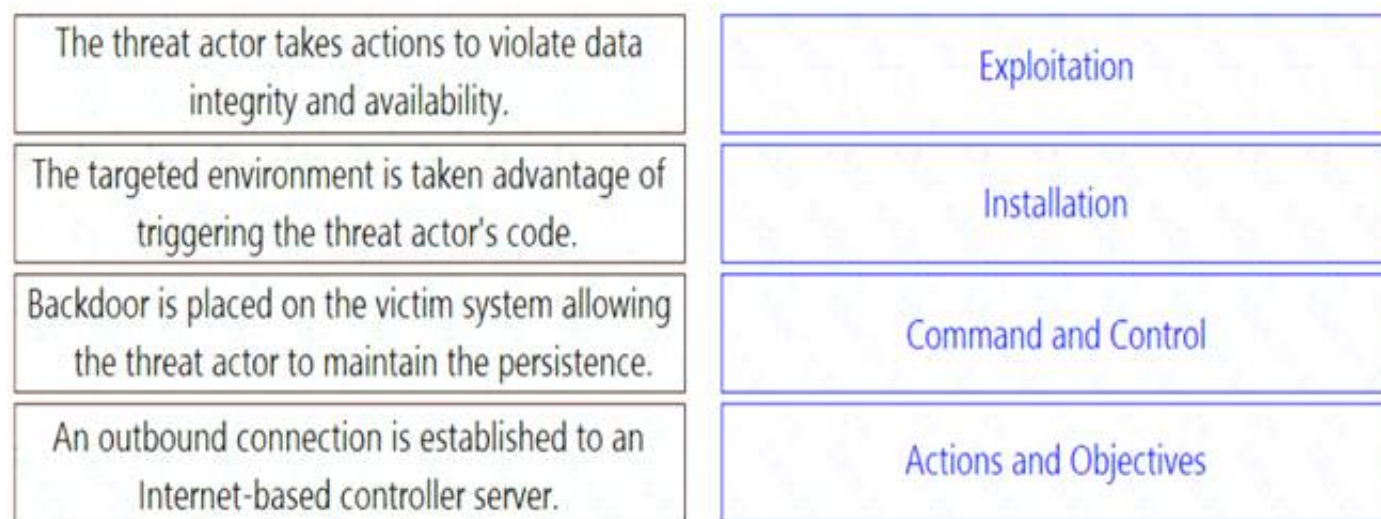 The threat actor takes actions to violate data
integrity and availability.
Exploitation
The targeted environment is taken advantage of
triggering the threat actor's code.
Installation
Backdoor is placed on the victim system allowing
the threat actor to maintain the persistence.
Command and Control
An outbound connection is established to an
Internet-based controller server.
Actions and Objectives